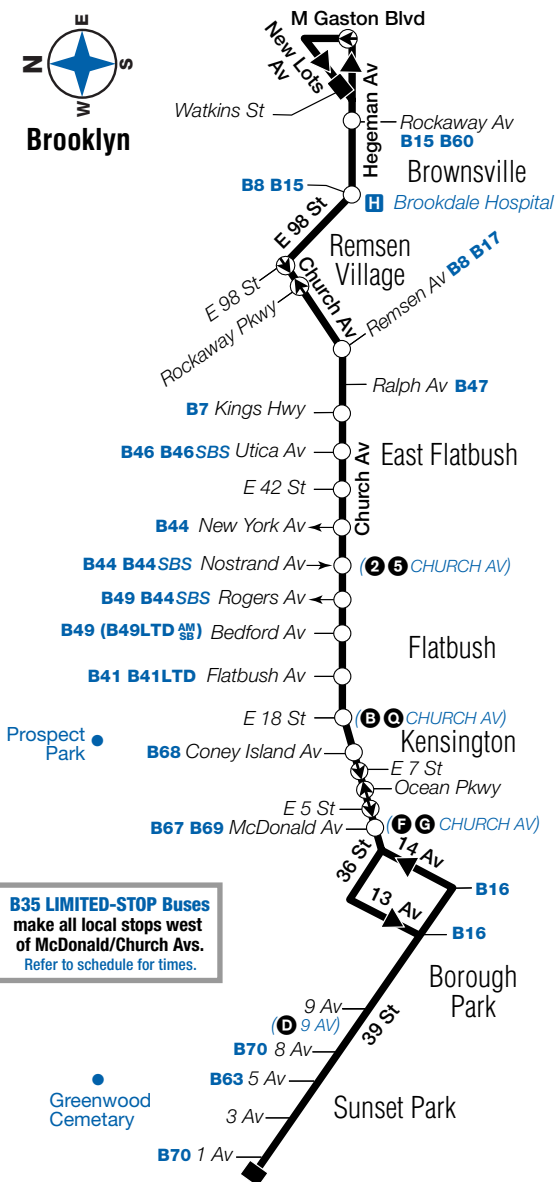 M Gaston Blvd
E
N
S
W
Brooklyn
New Lots
Av
Hegeman Av
Watkins St
Rockaway Av
B15 B60
Brownsville
B8 B15
H Brookdale Hospital
E 98 St
Remsen
Village
E 98 St
Church Av
Rockaway Pkwy
Remsen Av B8 B17
Ralph Av B47
B7 Kings Hwy
B46 B46SBS Utica Av
East Flatbush
Church Av
E 42 St
B44 New York Av
B44 B44SBS Nostrand Av
(2 5 CHURCH AV)
B49 B44SBS Rogers Av
B49 (B49LTD AM SB) Bedford Av
Flatbush
B41 B41LTD Flatbush Av
E 18 St
(B Q CHURCH AV)
Prospect
Park
Kensington
B68 Coney Island Av
E 7 St
Ocean Pkwy
E 5 St
B67 B69 McDonald Av
(F G CHURCH AV)
36 St
14 Av
13 Av
B16
B16
B35 LIMITED-STOP Buses
make all local stops west
of McDonald/Church Avs.
Refer to schedule for times.
Borough
Park
9 Av
(D 9 AV)
39 St
B70 8 Av
B63 5 Av
Greenwood
Cemetary
3 Av
Sunset Park
B70 1 Av